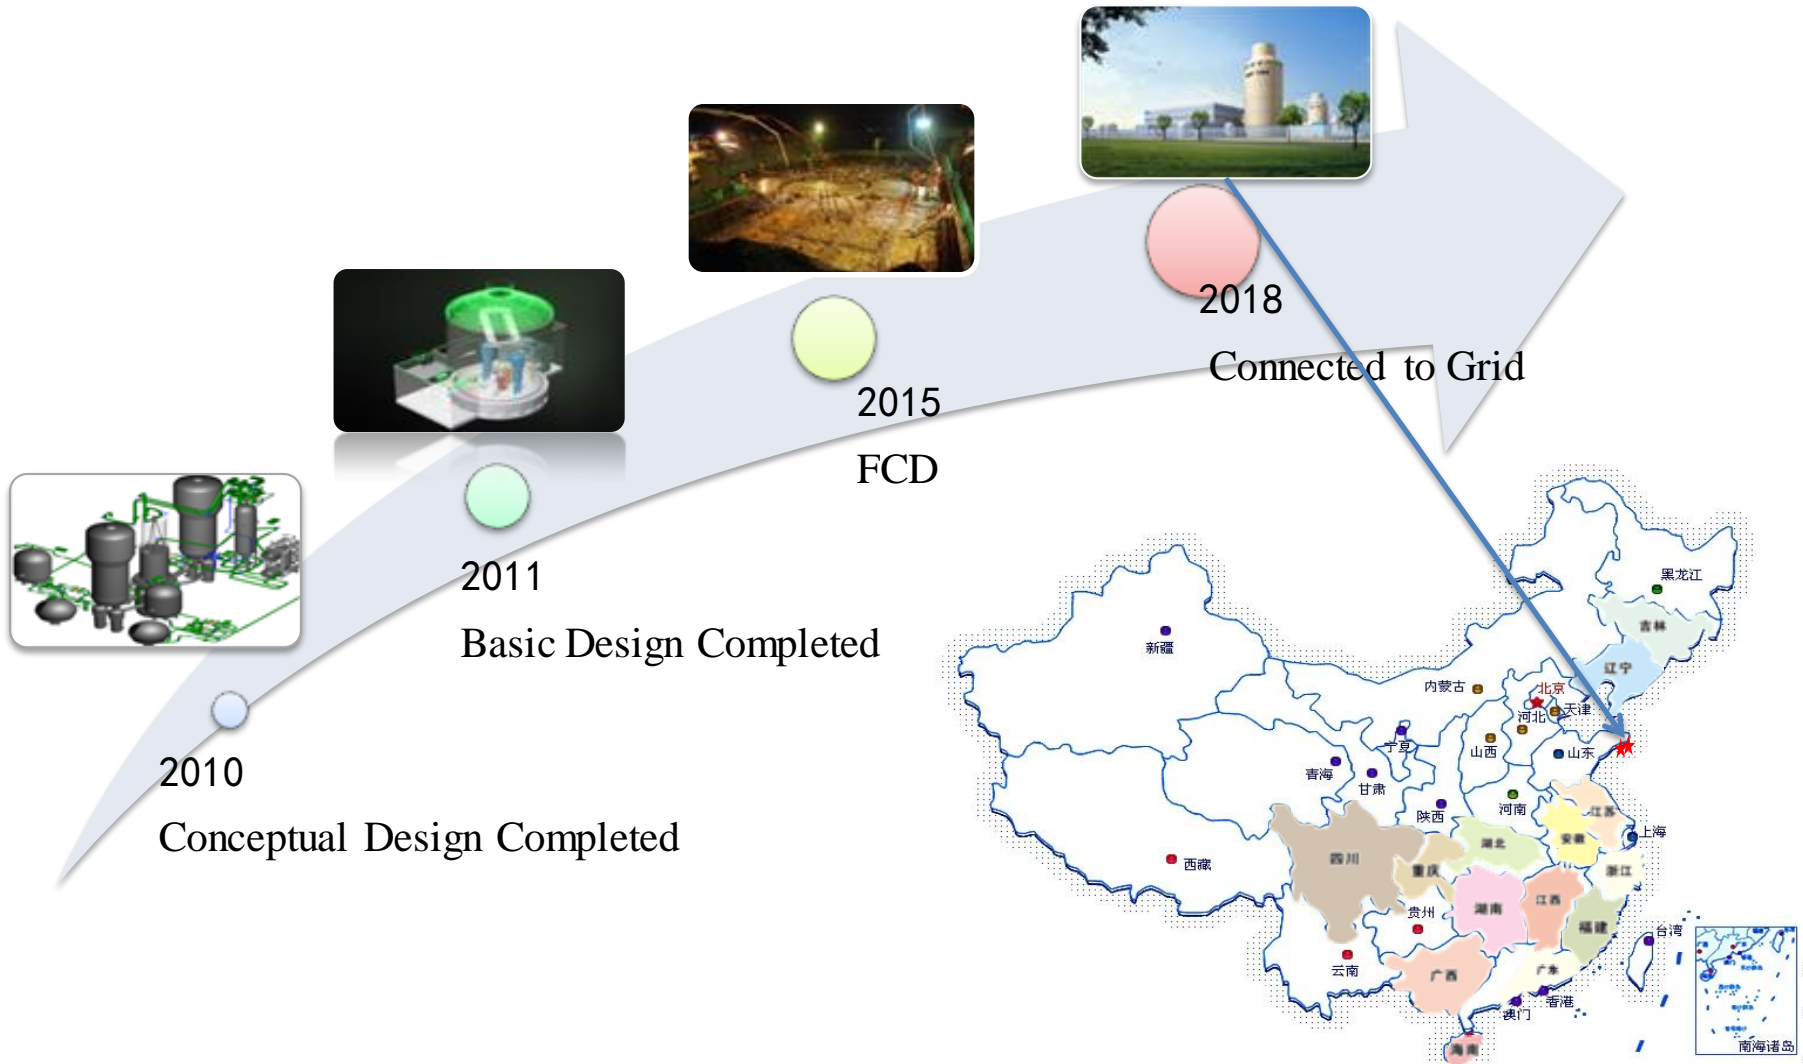 2018
Connected to Grid
2015
FCD
2011
Basic Design Completed
2010
Conceptual Design Completed
黑龙江
吉林
辽宁
新疆
内蒙古
北京
河北
天津
宁夏
山西
山东
青海
甘肃
陕西
河南
江苏
安徽
上海
湖北
四川
重庆
浙江
西藏
贵州
湖南
江西
福建
台湾
云南
广西
广东
香港
澳门
海南
南海诸岛